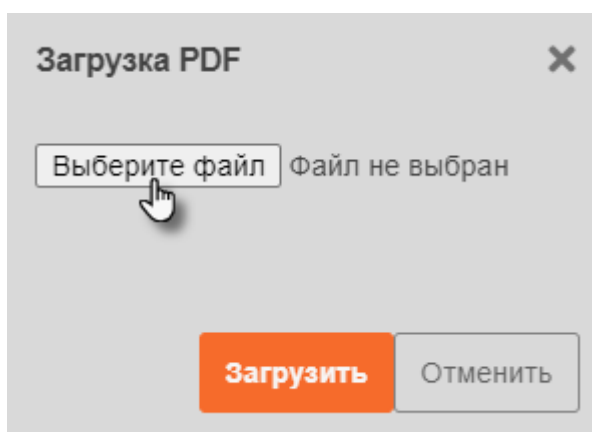 Загрузка PDF
Выберите файл Файл не выбран
Загрузить Отменить